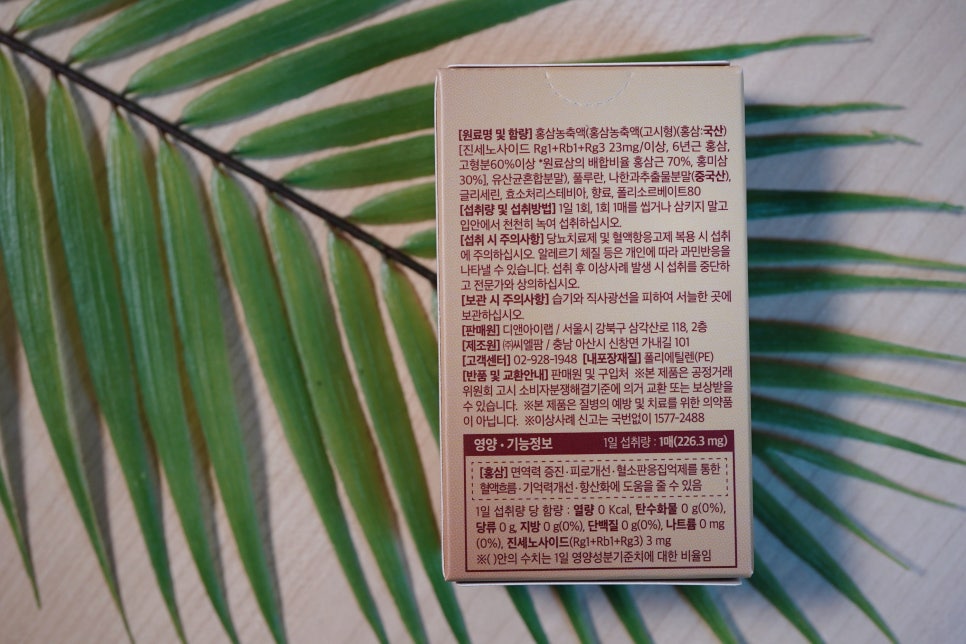 [원료명 및 함량] 홍삼농축액(홍삼농축액(고시형)(홍삼:국산)
[진세노사이드 Rg1+Rb1+Rg3 23mg/이상, 6년근 홍삼,
고형분60%이상 *원료삼의 배합비율 홍삼근 70%, 홍미삼
30%], 유산균혼합분말), 풀루란, 나한과추출물분말(중국산),
글리세린, 효소처리스테비아, 향료, 폴리소르베이트80
[섭취량 및 섭취방법] 1일 1회, 1회 1매를 씹거나 삼키지 말고
입안에서 천천히 녹여 섭취하십시오.
[섭취 시 주의사항] 당뇨치료제 및 혈액항응고제 복용 시 섭취
에 주의하십시오. 알레르기 체질 등은 개인에 따라 과민반응을
나타낼 수 있습니다. 섭취 후 이상사례 발생 시 섭취를 중단하
고 전문가와 상의하십시오.
[보관 시 주의사항] 습기와 직사광선을 피하여 서늘한 곳에
보관하십시오.
[판매원] 디앤아이랩 / 서울시 강북구 삼각산로 118, 2층
[제조원] ㈜씨엘팜 / 충남 아산시 신창면 가내길 101
[고객센터] 02-928-1948 [내포장재질] 폴리에틸렌(PE)
[반품 및 교환안내] 판매원 및 구입처 ※본 제품은 공정거래
위원회 고시 소비자분쟁해결기준에 의거 교환 또는 보상받을
수 있습니다. ※본 제품은 질병의 예방 및 치료를 위한 의약품
이 아닙니다. ※이상사례 신고는 국번없이 1577-2488
영양·기능정보 1일 섭취량 : 1매(226.3 mg)
[홍삼] 면역력 증진·피로개선·혈소판응집억제를 통한
혈액흐름·기억력개선·항산화에 도움을 줄 수 있음
1일 섭취량 당 함량 : 열량 0 Kcal, 탄수화물 0 g(0%),
당류 0 g, 지방 0 g(0%), 단백질 0 g(0%), 나트륨 0 mg
(0%), 진세노사이드(Rg1+Rb1+Rg3) 3 mg
※( )안의 수치는 1일 영양성분기준치에 대한 비율임